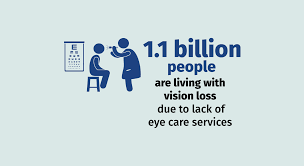 1.1 billion
people
are living with
vision loss
due to lack of
eye care services